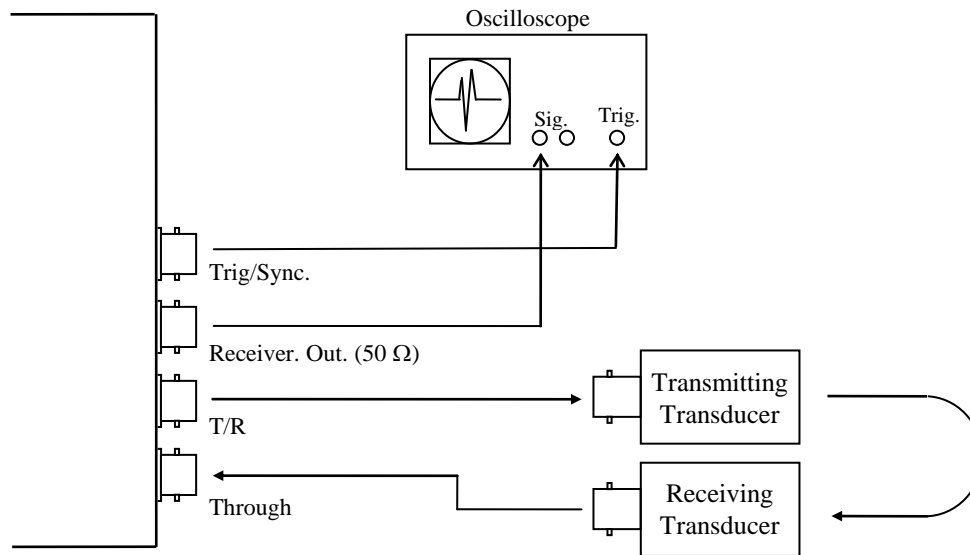 Oscilloscope
Sig.
Trig.
Trig/Sync.
Receiver. Out. (50 Ω)
T/R
Transmitting
Transducer
Through
Receiving
Transducer